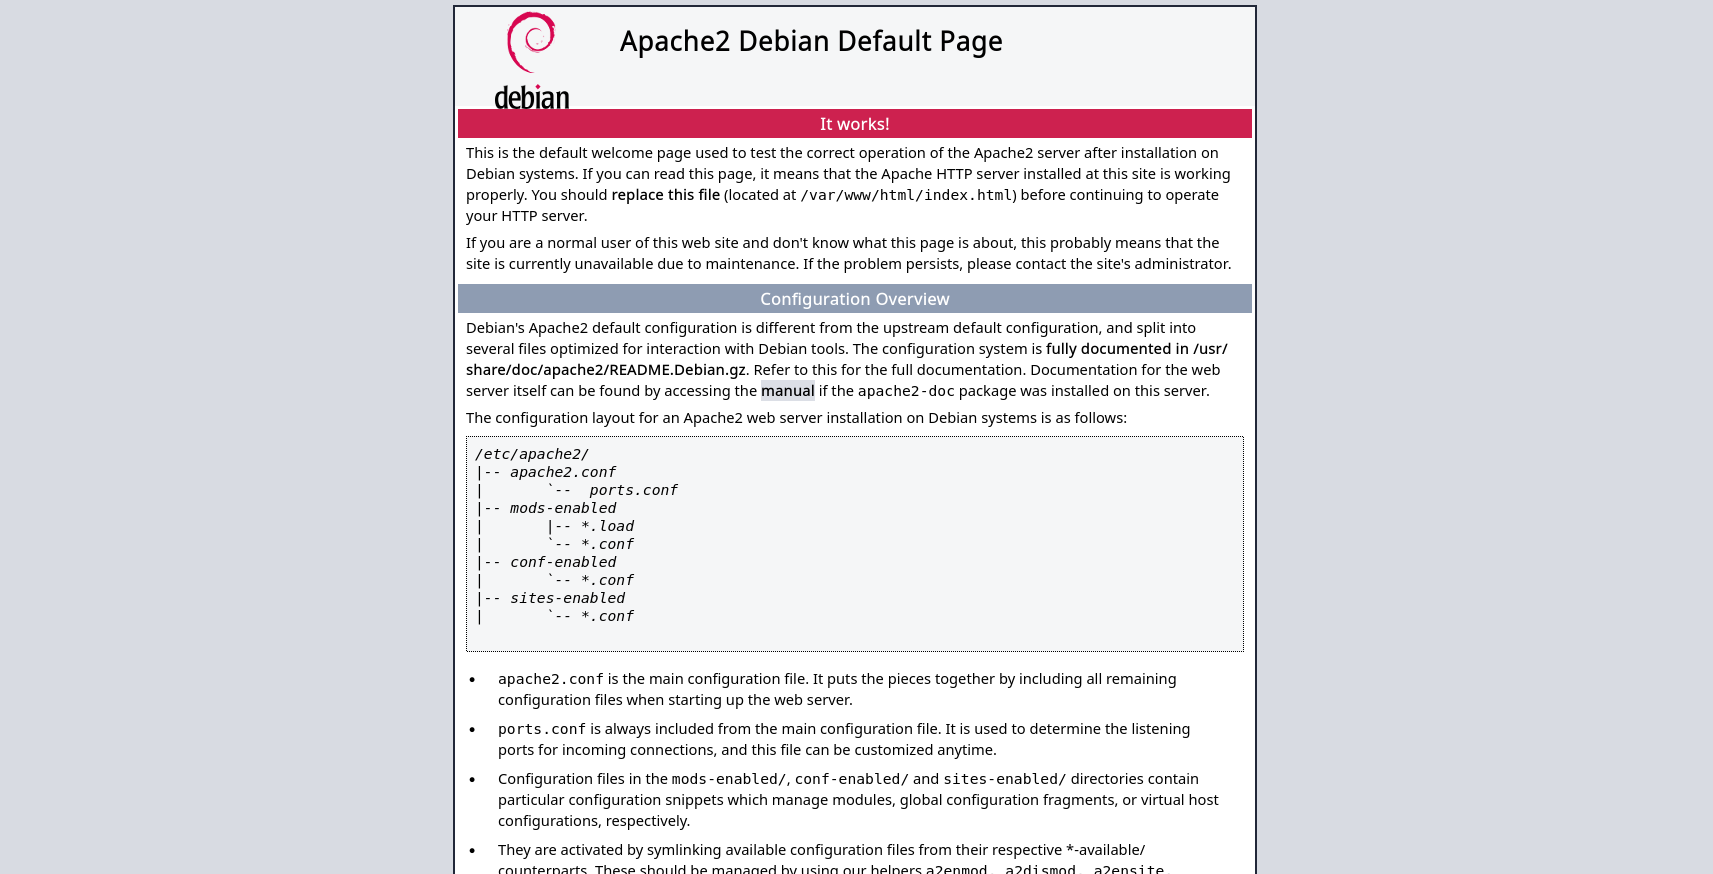 debian
Apache2 Debian Default Page
It works!
This is the default welcome page used to test the correct operation of the Apache2 server after installation on
Debian systems. If you can read this page, it means that the Apache HTTP server installed at this site is working
properly. You should replace this file (located at /var/www/html/index.html) before continuing to operate
your HTTP server.
If you are a normal user of this web site and don't know what this page is about, this probably means that the
site is currently unavailable due to maintenance. If the problem persists, please contact the site's administrator.
Configuration Overview
Debian's Apache2 default configuration is different from the upstream default configuration, and split into
several files optimized for interaction with Debian tools. The configuration system is fully documented in /usr/
share/doc/apache2/README.Debian.gz. Refer to this for the full documentation. Documentation for the web
server itself can be found by accessing the manual if the apache2-doc package was installed on this server.
The configuration layout for an Apache2 web server installation on Debian systems is as follows:
/etc/apache2/
|-- apache2.conf
|       `--  ports.conf
|-- mods-enabled
|       |-- *.load
|       `-- *.conf
|-- conf-enabled
|       `-- *.conf
|-- sites-enabled
|       `-- *.conf
• apache2.conf is the main configuration file. It puts the pieces together by including all remaining
configuration files when starting up the web server.
• ports.conf is always included from the main configuration file. It is used to determine the listening
ports for incoming connections, and this file can be customized anytime.
• Configuration files in the mods-enabled/, conf-enabled/ and sites-enabled/ directories contain
particular configuration snippets which manage modules, global configuration fragments, or virtual host
configurations, respectively.
• They are activated by symlinking available configuration files from their respective *-available/
counterparts. These should be managed by using our helpers a2enmod, a2dismod, a2ensite,